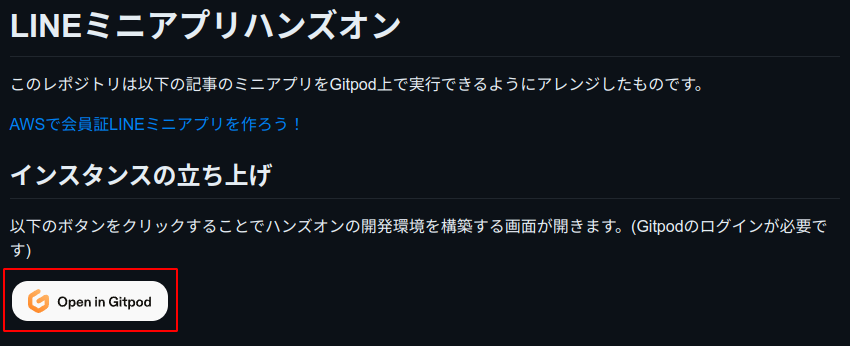 LINEミニアプリハンズオン
このレポジトリは以下の記事のミニアプリをGitpod上で実行できるようにアレンジしたものです。
AWSで会員証LINEミニアプリを作ろう！
インスタンスの立ち上げ
以下のボタンをクリックすることでハンズオンの開発環境を構築する画面が開きます。(Gitpodのログインが必要で
す)
Open in Gitpod